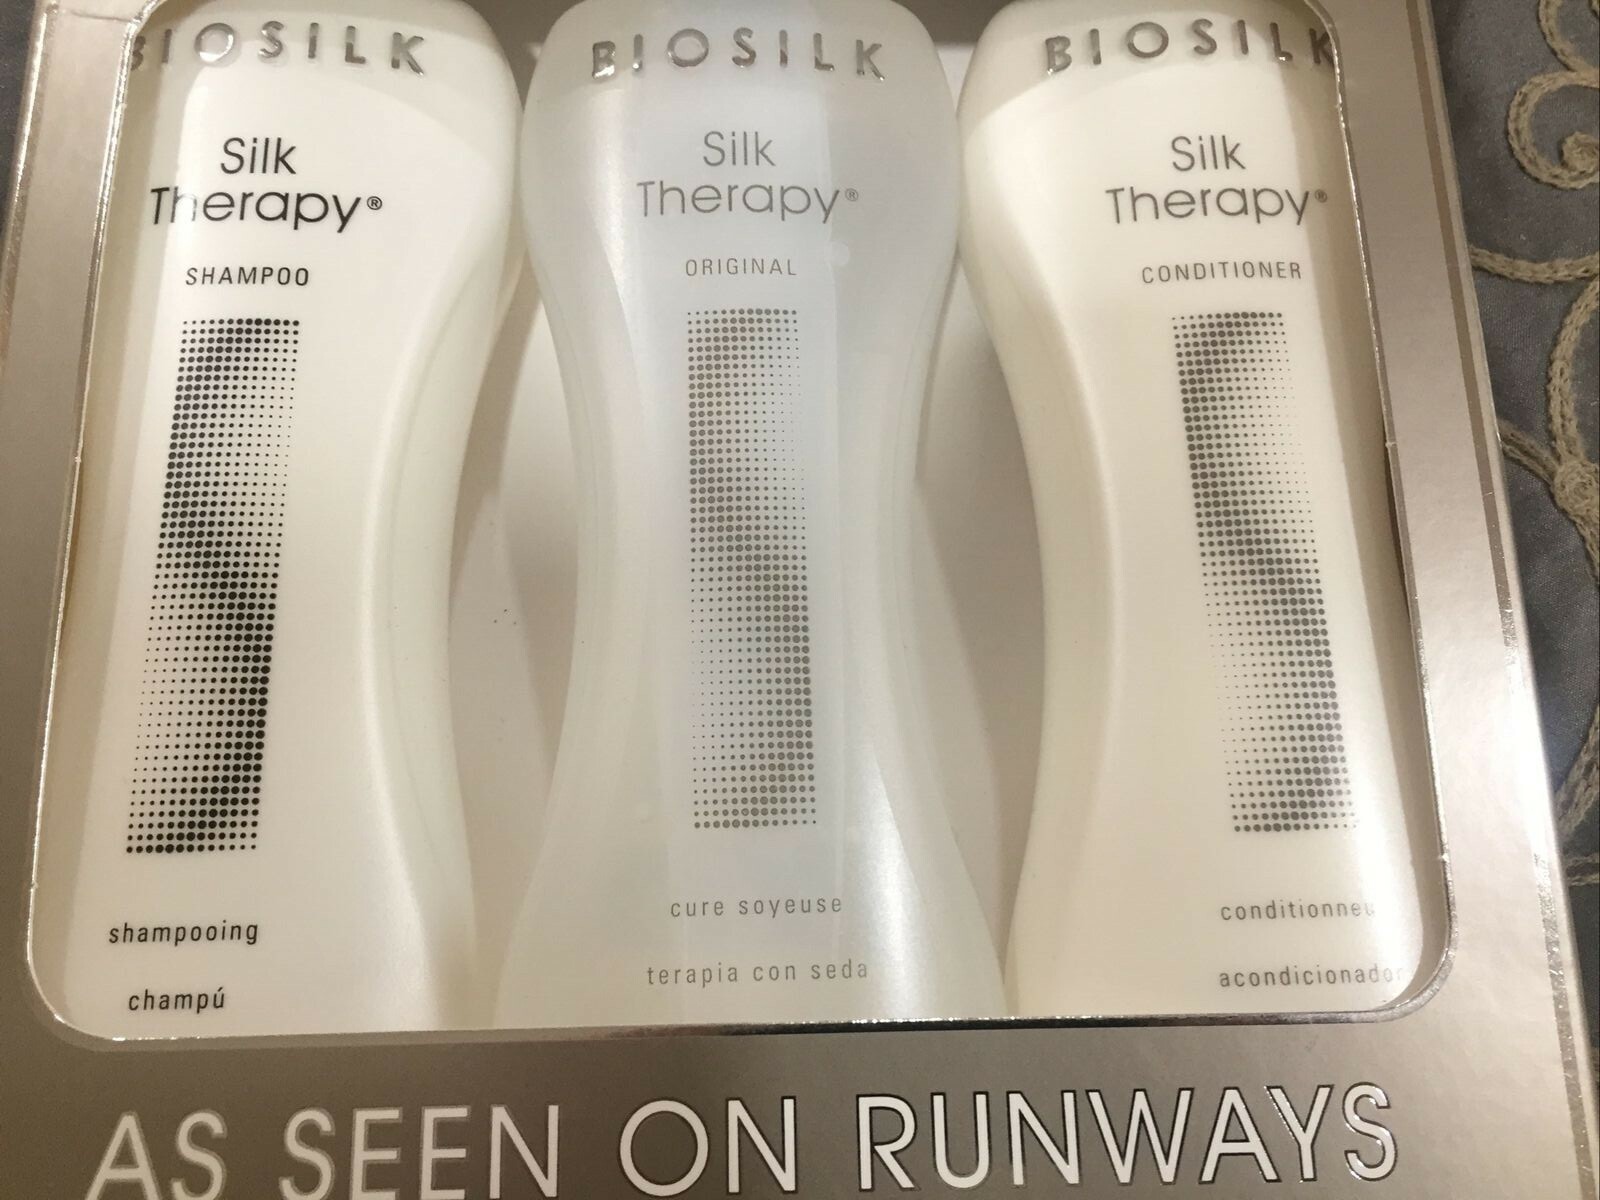 BIOSILK
Silk
Therapy®
SHAMPOO
shampooing
champú
BIOSILK
Silk
Therapy®
ORIGINAL
cure soyeuse
terapia con seda
BIOSILK
Silk
Therapy®
CONDITIONER
conditionneu
acondicionador
AS SEEN ON RUNWAYS